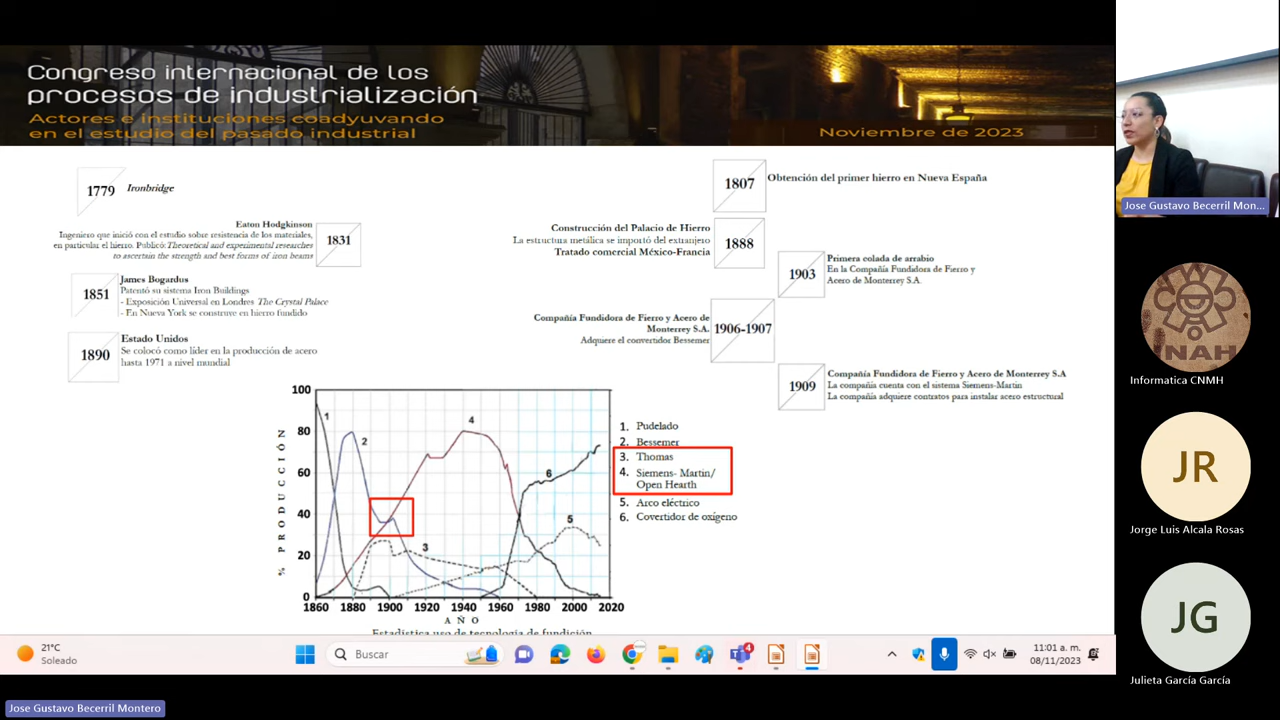 Congreso internacional de los
procesos de industrialización
Actores e instituciones coadyuvando
en el estudio del pasado industrial
Noviembre de 2023
1779 Ironbridge
Eaton Hodgkinson
Ingeniero que inició con el estudio sobre resistencia de los materiales,
en particular el hierro. Publicó: Theoretical and experimental researches
to ascertain the strength and best forms of iron beams
1831
1851
James Bogardus
Patentó su sistema Iron Buildings
- Exposición Universal en Londres The Crystal Palace
- En Nueva York se construye en hierro fundido
1890
Estado Unidos
Se colocó como líder en la producción de acero
hasta 1971 a nivel mundial
1807 Obtención del primer hierro en Nueva España
Construcción del Palacio de Hierro
La estructura metálica se importó del extranjero
Tratado comercial México-Francia
1888
1903
Primera colada de arrabio
En la Compañía Fundidora de Fierro y
Acero de Monterrey S.A.
Compañía Fundidora de Fierro y Acero de
Monterrey S.A.
Adquiere el convertidor Bessemer
1906-1907
1909
Compañía Fundidora de Fierro y Acero de Monterrey S.A
La compañía cuenta con el sistema Siemens-Martin
La compañía adquiere contratos para instalar acero estructural
% PRODUCCIÓN
100
80
60
40
20
0
1
2
3
4
5
6
1860 1880 1900 1920 1940 1960 1980 2000 2020
AÑO
Estadística uso de tecnología de fundición
1. Pudelado
2. Bessemer
3. Thomas
4. Siemens- Martin/
Open Hearth
5. Arco eléctrico
6. Covertidor de oxígeno
Jose Gustavo Becerril Mon...
INAH
Informatica CNMH
JR
Jorge Luis Alcala Rosas
JG
Julieta García García
21°C
Soleado
Buscar
4
11:01 a. m.
08/11/2023
Jose Gustavo Becerril Montero